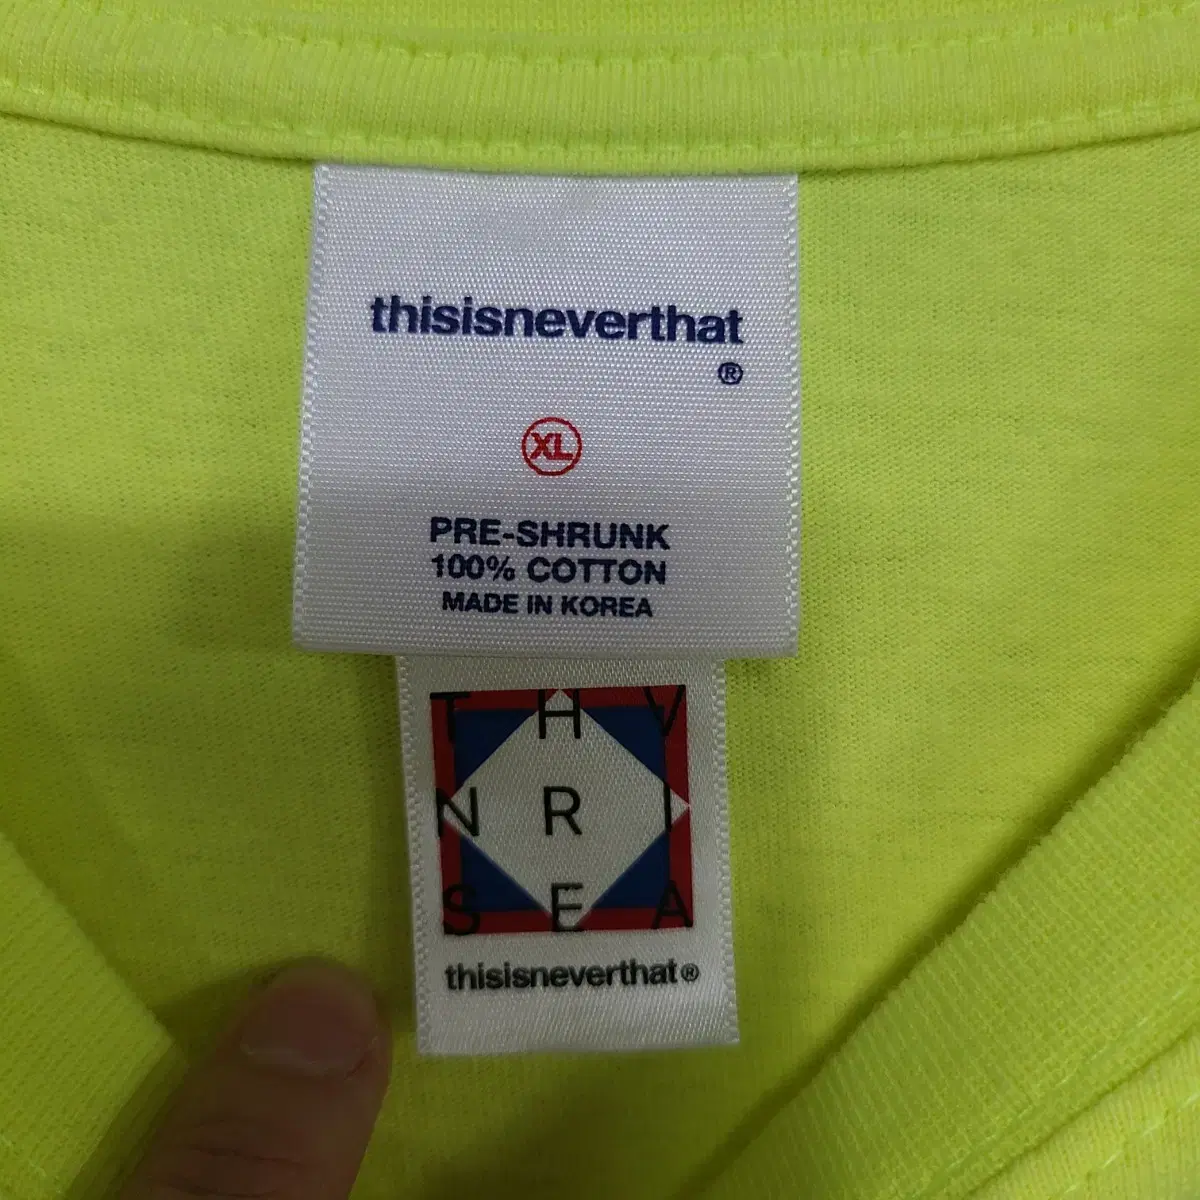 thisisneverthat
®
XL
PRE-SHRUNK
100% COTTON
MADE IN KOREA
T H V
N R I
S E A
thisisneverthat®